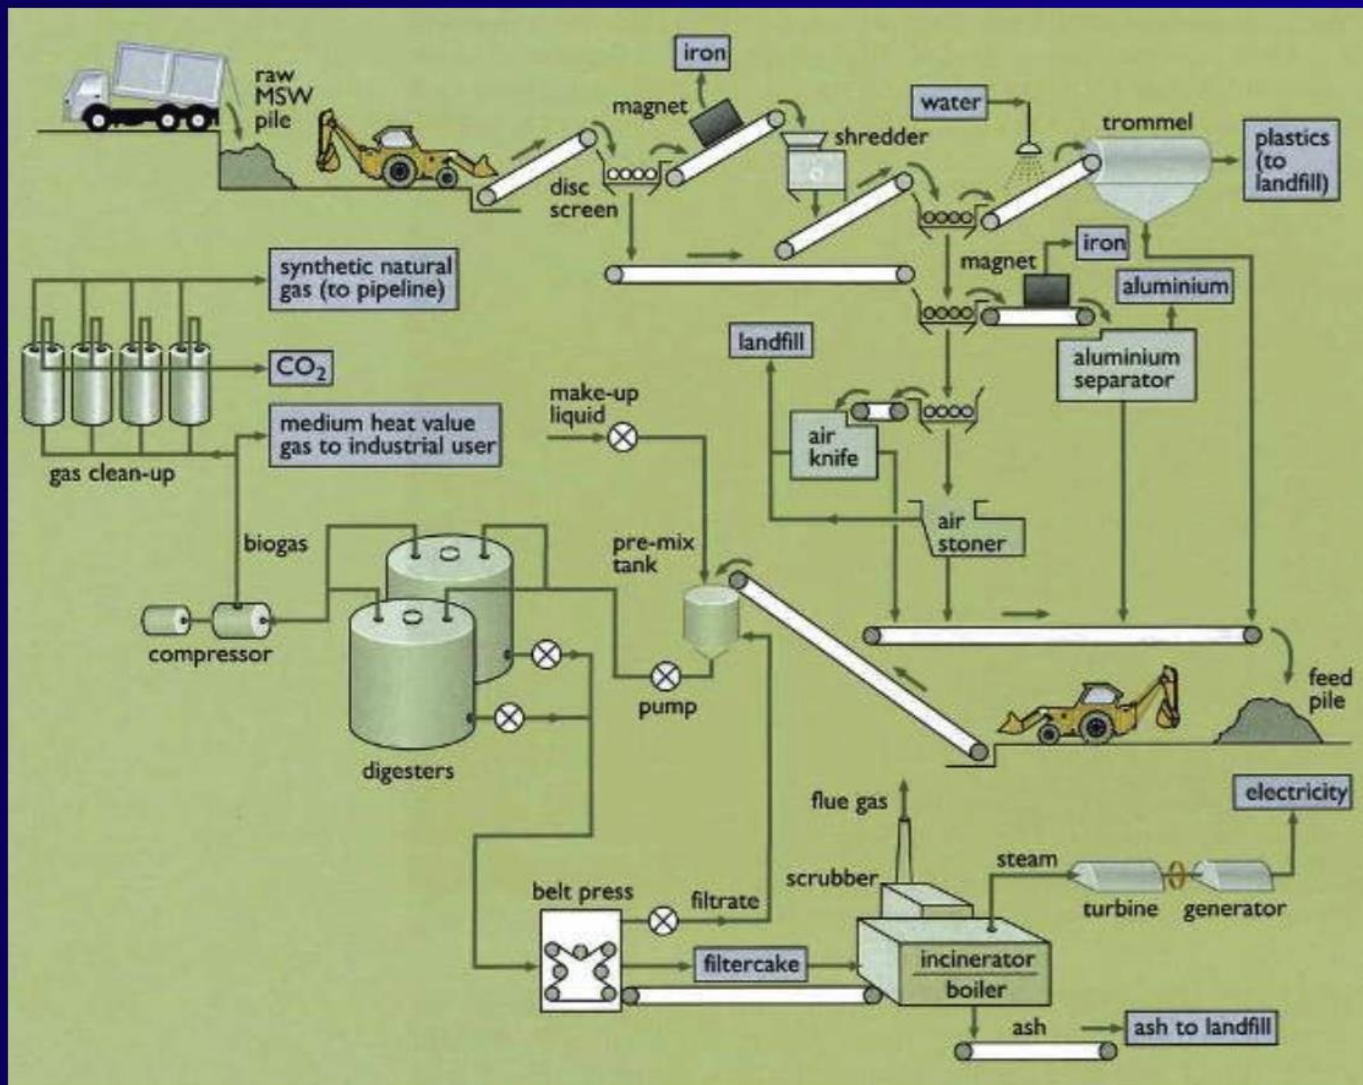 raw
MSW
pile
iron
magnet
shredder
disc
screen
water
trommel
plastics
(to
landfill)
magnet
iron
aluminium
aluminium
separator
synthetic natural
gas (to pipeline)
CO₂
medium heat value
gas to industrial user
gas clean-up
landfill
make-up
liquid
air
knife
air
stoner
biogas
pre-mix
tank
compressor
pump
digesters
feed
pile
flue gas
electricity
steam
scrubber
turbine
generator
belt press
filtrate
filtercake
incinerator
boiler
ash
ash to landfill